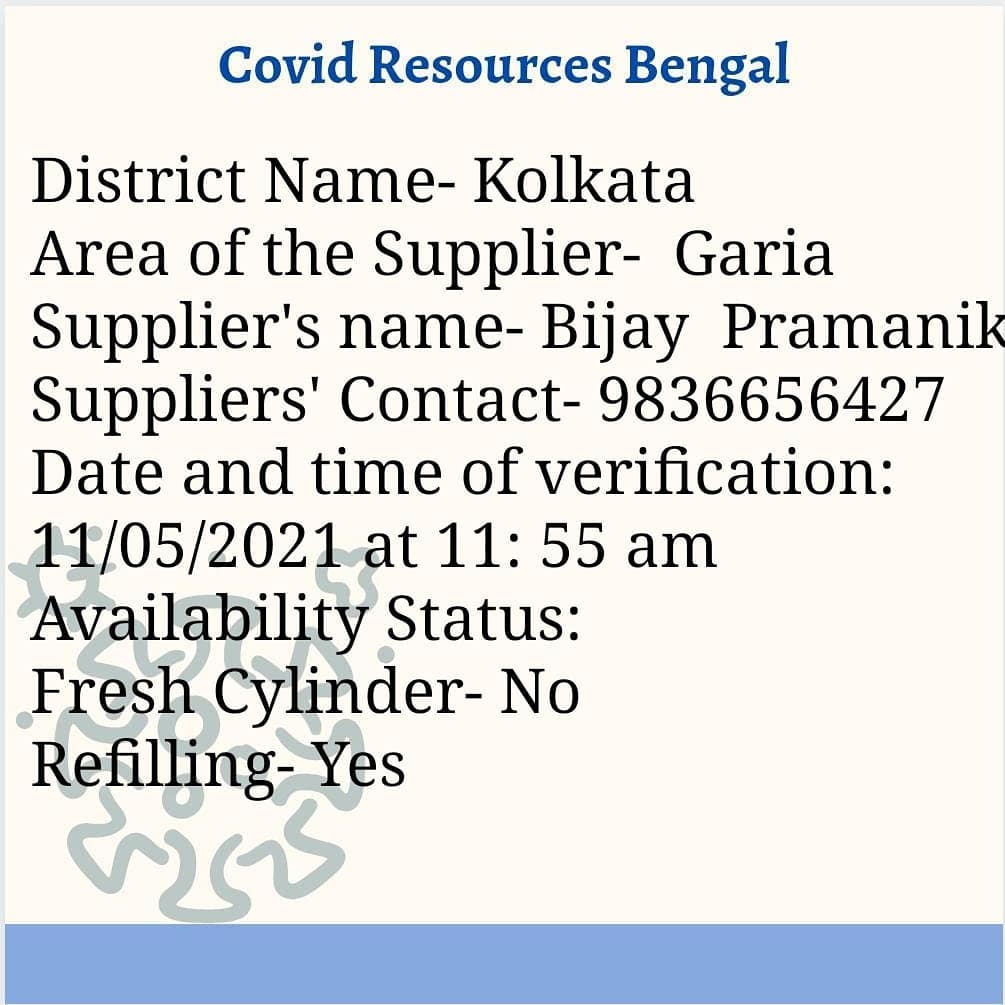 Covid Resources Bengal
District Name- Kolkata
Area of the Supplier-  Garia
Supplier's name- Bijay  Pramanik
Suppliers' Contact- 9836656427
Date and time of verification:
11/05/2021 at 11: 55 am
Availability Status:
Fresh Cylinder- No
Refilling- Yes